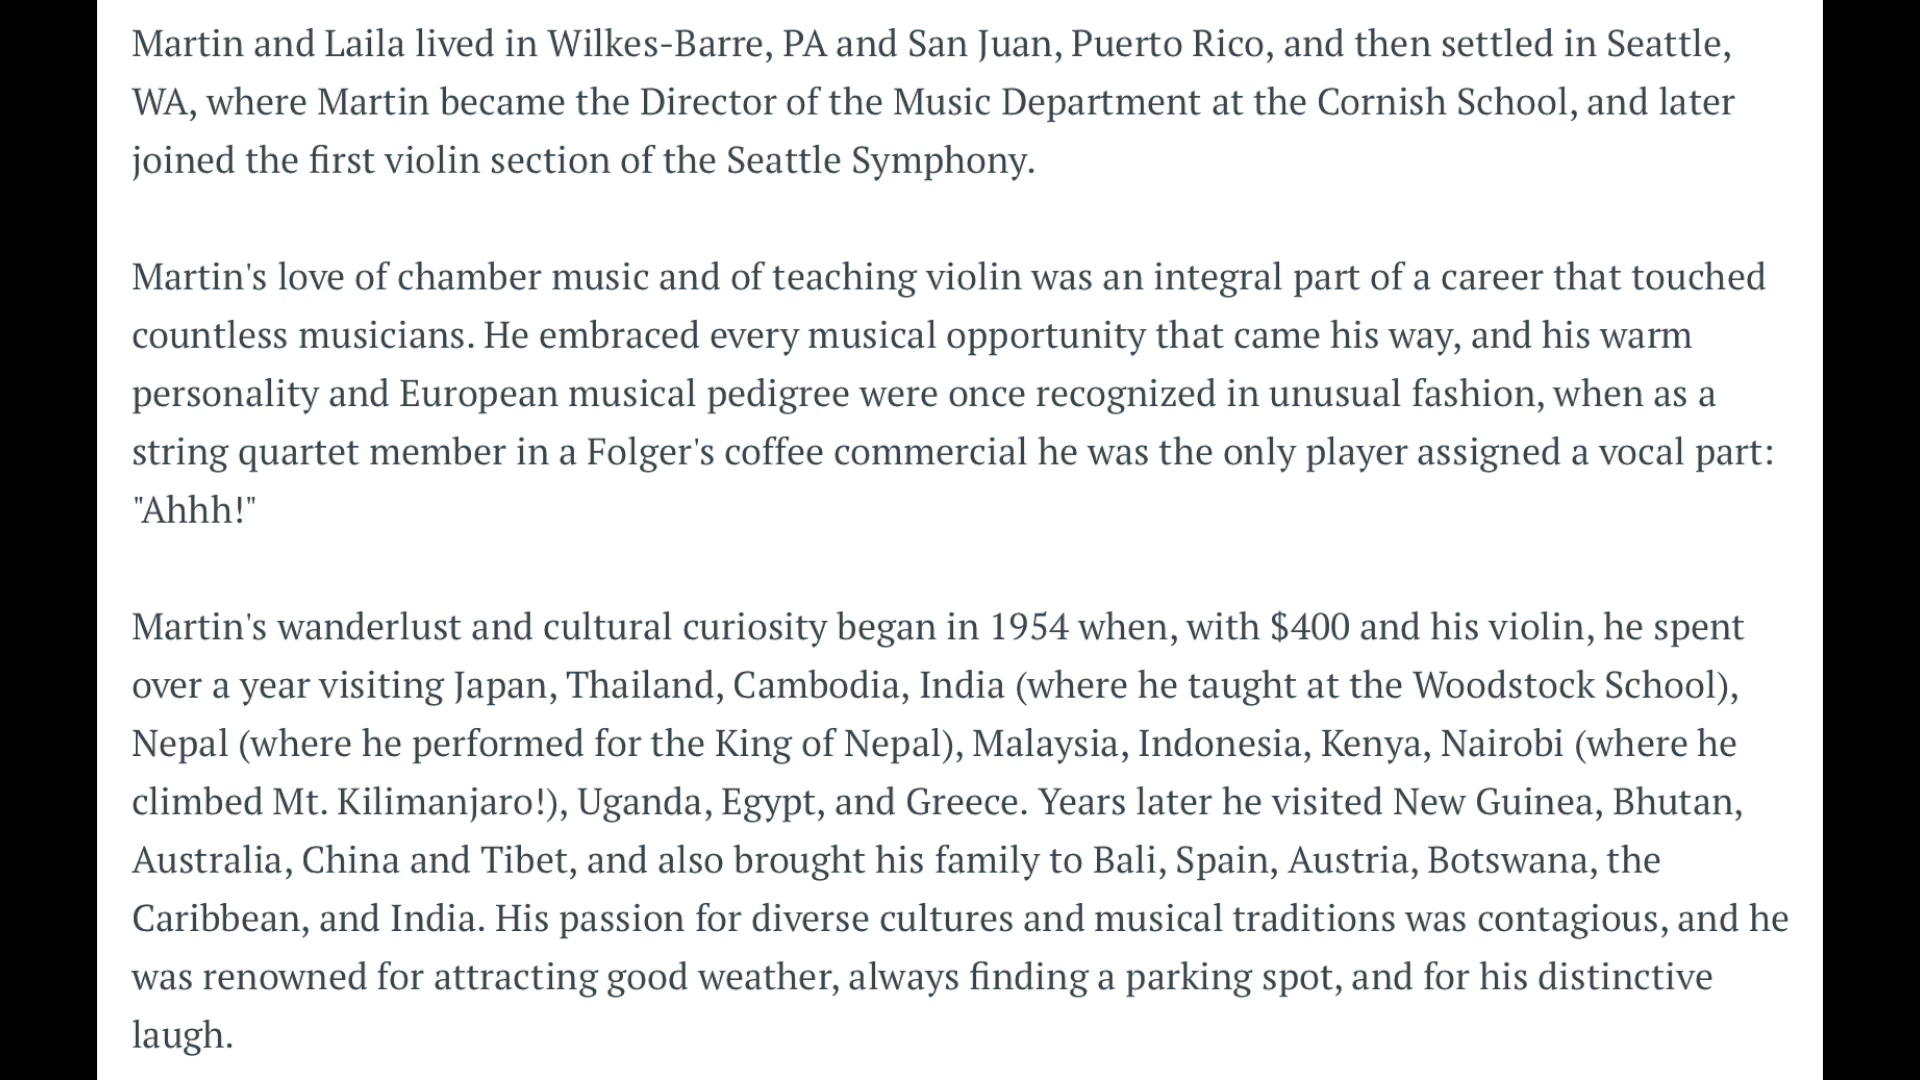 Martin and Laila lived in Wilkes-Barre, PA and San Juan, Puerto Rico, and then settled in Seattle,
WA, where Martin became the Director of the Music Department at the Cornish School, and later
joined the first violin section of the Seattle Symphony.
Martin's love of chamber music and of teaching violin was an integral part of a career that touched
countless musicians. He embraced every musical opportunity that came his way, and his warm
personality and European musical pedigree were once recognized in unusual fashion, when as a
string quartet member in a Folger's coffee commercial he was the only player assigned a vocal part:
"Ahhh!"
Martin's wanderlust and cultural curiosity began in 1954 when, with $400 and his violin, he spent
over a year visiting Japan, Thailand, Cambodia, India (where he taught at the Woodstock School),
Nepal (where he performed for the King of Nepal), Malaysia, Indonesia, Kenya, Nairobi (where he
climbed Mt. Kilimanjaro!), Uganda, Egypt, and Greece. Years later he visited New Guinea, Bhutan,
Australia, China and Tibet, and also brought his family to Bali, Spain, Austria, Botswana, the
Caribbean, and India. His passion for diverse cultures and musical traditions was contagious, and he
was renowned for attracting good weather, always finding a parking spot, and for his distinctive
laugh.